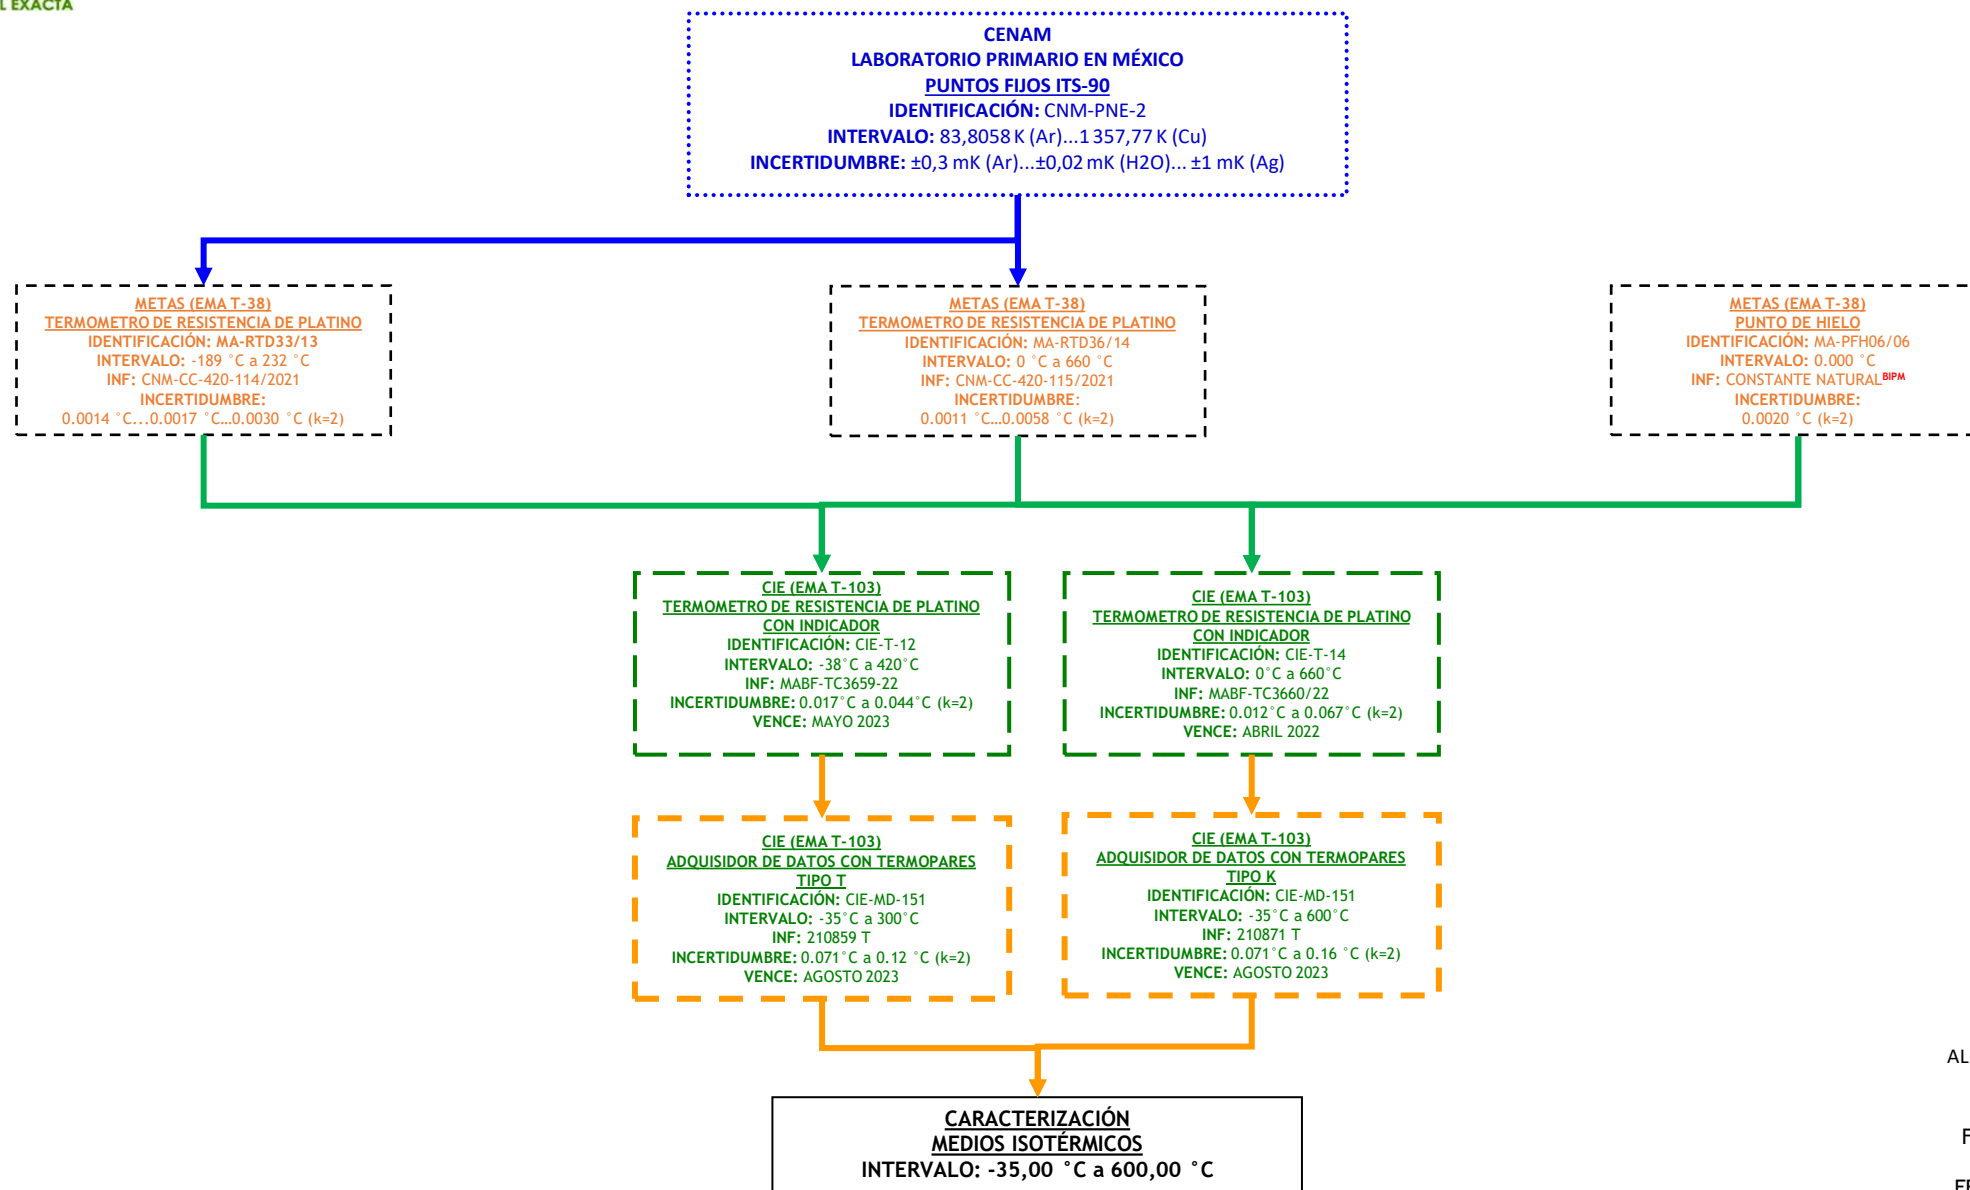 L EXACTA
CENAM
LABORATORIO PRIMARIO EN MÉXICO
PUNTOS FIJOS ITS-90
IDENTIFICACIÓN: CNM-PNE-2
INTERVALO: 83,8058 K (Ar)...1 357,77 K (Cu)
INCERTIDUMBRE: ±0,3 mK (Ar)...±0,02 mK (H2O)... ±1 mK (Ag)
METAS (EMA T-38)
TERMOMETRO DE RESISTENCIA DE PLATINO
IDENTIFICACIÓN: MA-RTD33/13
INTERVALO: -189 °C a 232 °C
INF: CNM-CC-420-114/2021
INCERTIDUMBRE:
0.0014 °C...0.0017 °C...0.0030 °C (k=2)
METAS (EMA T-38)
TERMOMETRO DE RESISTENCIA DE PLATINO
IDENTIFICACIÓN: MA-RTD36/14
INTERVALO: 0 °C a 660 °C
INF: CNM-CC-420-115/2021
INCERTIDUMBRE:
0.0011 °C...0.0058 °C (k=2)
METAS (EMA T-38)
PUNTO DE HIELO
IDENTIFICACIÓN: MA-PFH06/06
INTERVALO: 0.000 °C
INF: CONSTANTE NATURAL BIPM
INCERTIDUMBRE:
0.0020 °C (k=2)
CIE (EMA T-103)
TERMOMETRO DE RESISTENCIA DE PLATINO
CON INDICADOR
IDENTIFICACIÓN: CIE-T-12
INTERVALO: -38°C a 420°C
INF: MABF-TC3659-22
INCERTIDUMBRE: 0.017°C a 0.044°C (k=2)
VENCE: MAYO 2023
CIE (EMA T-103)
TERMOMETRO DE RESISTENCIA DE PLATINO
CON INDICADOR
IDENTIFICACIÓN: CIE-T-14
INTERVALO: 0°C a 660°C
INF: MABF-TC3660/22
INCERTIDUMBRE: 0.012°C a 0.067°C (k=2)
VENCE: ABRIL 2022
CIE (EMA T-103)
ADQUISIDOR DE DATOS CON TERMOPARES
TIPO T
IDENTIFICACIÓN: CIE-MD-151
INTERVALO: -35°C a 300°C
INF: 210859 T
INCERTIDUMBRE: 0.071°C a 0.12 °C (k=2)
VENCE: AGOSTO 2023
CIE (EMA T-103)
ADQUISIDOR DE DATOS CON TERMOPARES
TIPO K
IDENTIFICACIÓN: CIE-MD-151
INTERVALO: -35°C a 600°C
INF: 210871 T
INCERTIDUMBRE: 0.071°C a 0.16 °C (k=2)
VENCE: AGOSTO 2023
CARACTERIZACIÓN
MEDIOS ISOTÉRMICOS
INTERVALO: -35,00 °C a 600,00 °C
AL
F